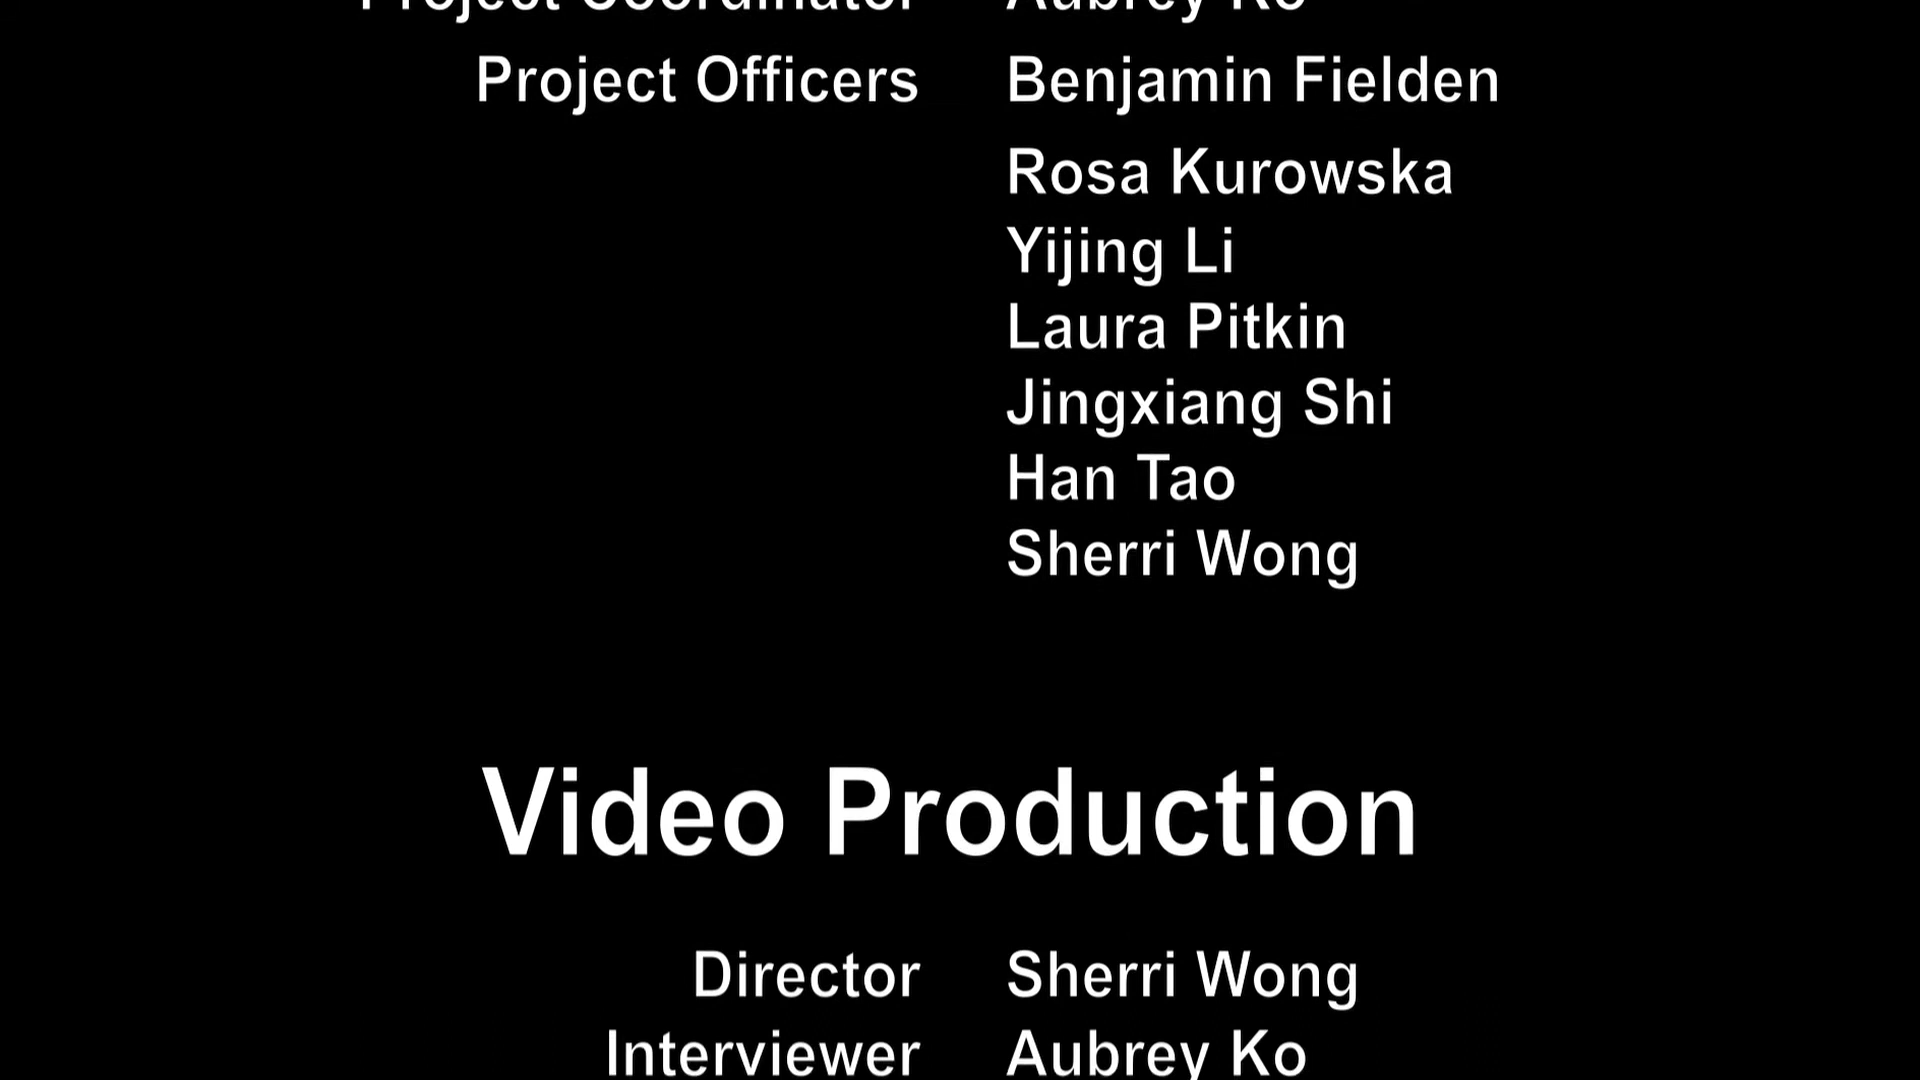 Project Coordinator Aubrey Ko
Project Officers Benjamin Fielden
Rosa Kurowska
Yijing Li
Laura Pitkin
Jingxiang Shi
Han Tao
Sherri Wong
Video Production
Director Sherri Wong
Interviewer Aubrey Ko